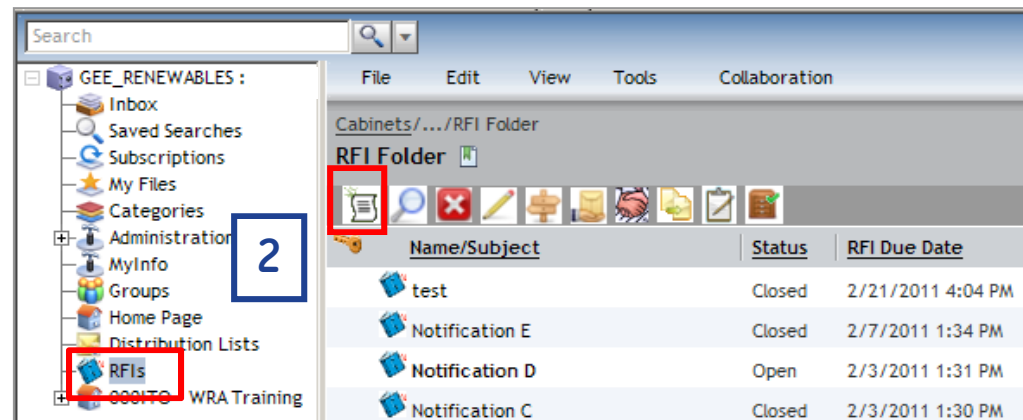 Search
GEE_RENEWABLES :
Inbox
Saved Searches
Subscriptions
My Files
Categories
Administration
MyInfo
Groups
Home Page
Distribution Lists
RFIs
WRA Training
2
File Edit View Tools Collaboration
Cabinets/.../RFI Folder
RFI Folder
Name/Subject Status RFI Due Date
test Closed 2/21/2011 4:04 PM
Notification E Closed 2/7/2011 1:34 PM
Notification D Open 2/3/2011 1:31 PM
Notification C Closed 2/3/2011 1:30 PM